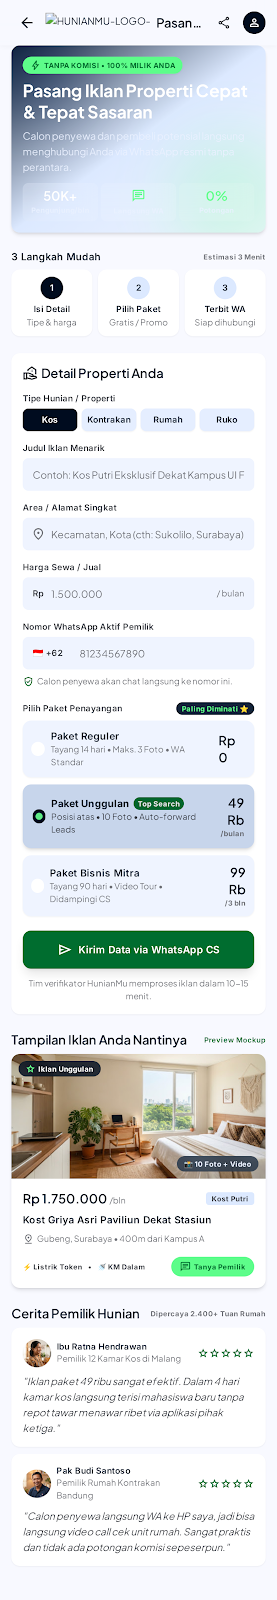 HUNIANMU-LOGO-
Pasan...
TANPA KOMISI • 100% MILIK ANDA
Pasang Iklan Properti Cepat
& Tepat Sasaran
Calon penyewa dan pembeli
menghubungi Anda
tanpa
perantara.
50K+
0%
3 Langkah Mudah
Estimasi 3 Menit
1
Isi Detail
Tipe & harga
2
Pilih Paket
Gratis / Promo
3
Terbit WA
Siap dihubungi
Detail Properti Anda
Tipe Hunian / Properti
Kos
Kontrakan
Rumah
Ruko
Judul Iklan Menarik
Contoh: Kos Putri Eksklusif Dekat Kampus UI F
Area / Alamat Singkat
Kecamatan, Kota (cth: Sukolilo, Surabaya)
Harga Sewa / Jual
Rp 1.500.000 / bulan
Nomor WhatsApp Aktif Pemilik
+62 81234567890
Calon penyewa akan chat langsung ke nomor ini.
Pilih Paket Penayangan
Paling Diminati ⭐
Paket Reguler
Tayang 14 hari • Maks. 3 Foto • WA
Standar
Rp
0
Paket Unggulan Top Search
Posisi atas • 10 Foto • Auto-forward
Leads
49
Rb
/bulan
Paket Bisnis Mitra
Tayang 90 hari • Video Tour •
Didampingi CS
99
Rb
/3 bln
Kirim Data via WhatsApp CS
Tim verifikator HunianMu memproses iklan dalam 10–15
menit.
Tampilan Iklan Anda Nantinya
Preview Mockup
Iklan Unggulan
📸 10 Foto + Video
Rp 1.750.000 /bln
Kost Putri
Kost Griya Asri Paviliun Dekat Stasiun
Gubeng, Surabaya • 400m dari Kampus A
⚡ Listrik Token • 🚿 KM Dalam
Tanya Pemilik
Cerita Pemilik Hunian
Dipercaya 2.400+ Tuan Rumah
Ibu Ratna Hendrawan
Pemilik 12 Kamar Kos di Malang
"Iklan paket 49 ribu sangat efektif. Dalam 4 hari
kamar kos langsung terisi mahasiswa baru tanpa
repot tawar menawar ribet via aplikasi pihak
ketiga."
Pak Budi Santoso
Pemilik Rumah Kontrakan
Bandung
"Calon penyewa langsung WA ke HP saya, jadi bisa
langsung video call cek unit rumah. Sangat praktis
dan tidak ada potongan komisi sepeserpun."